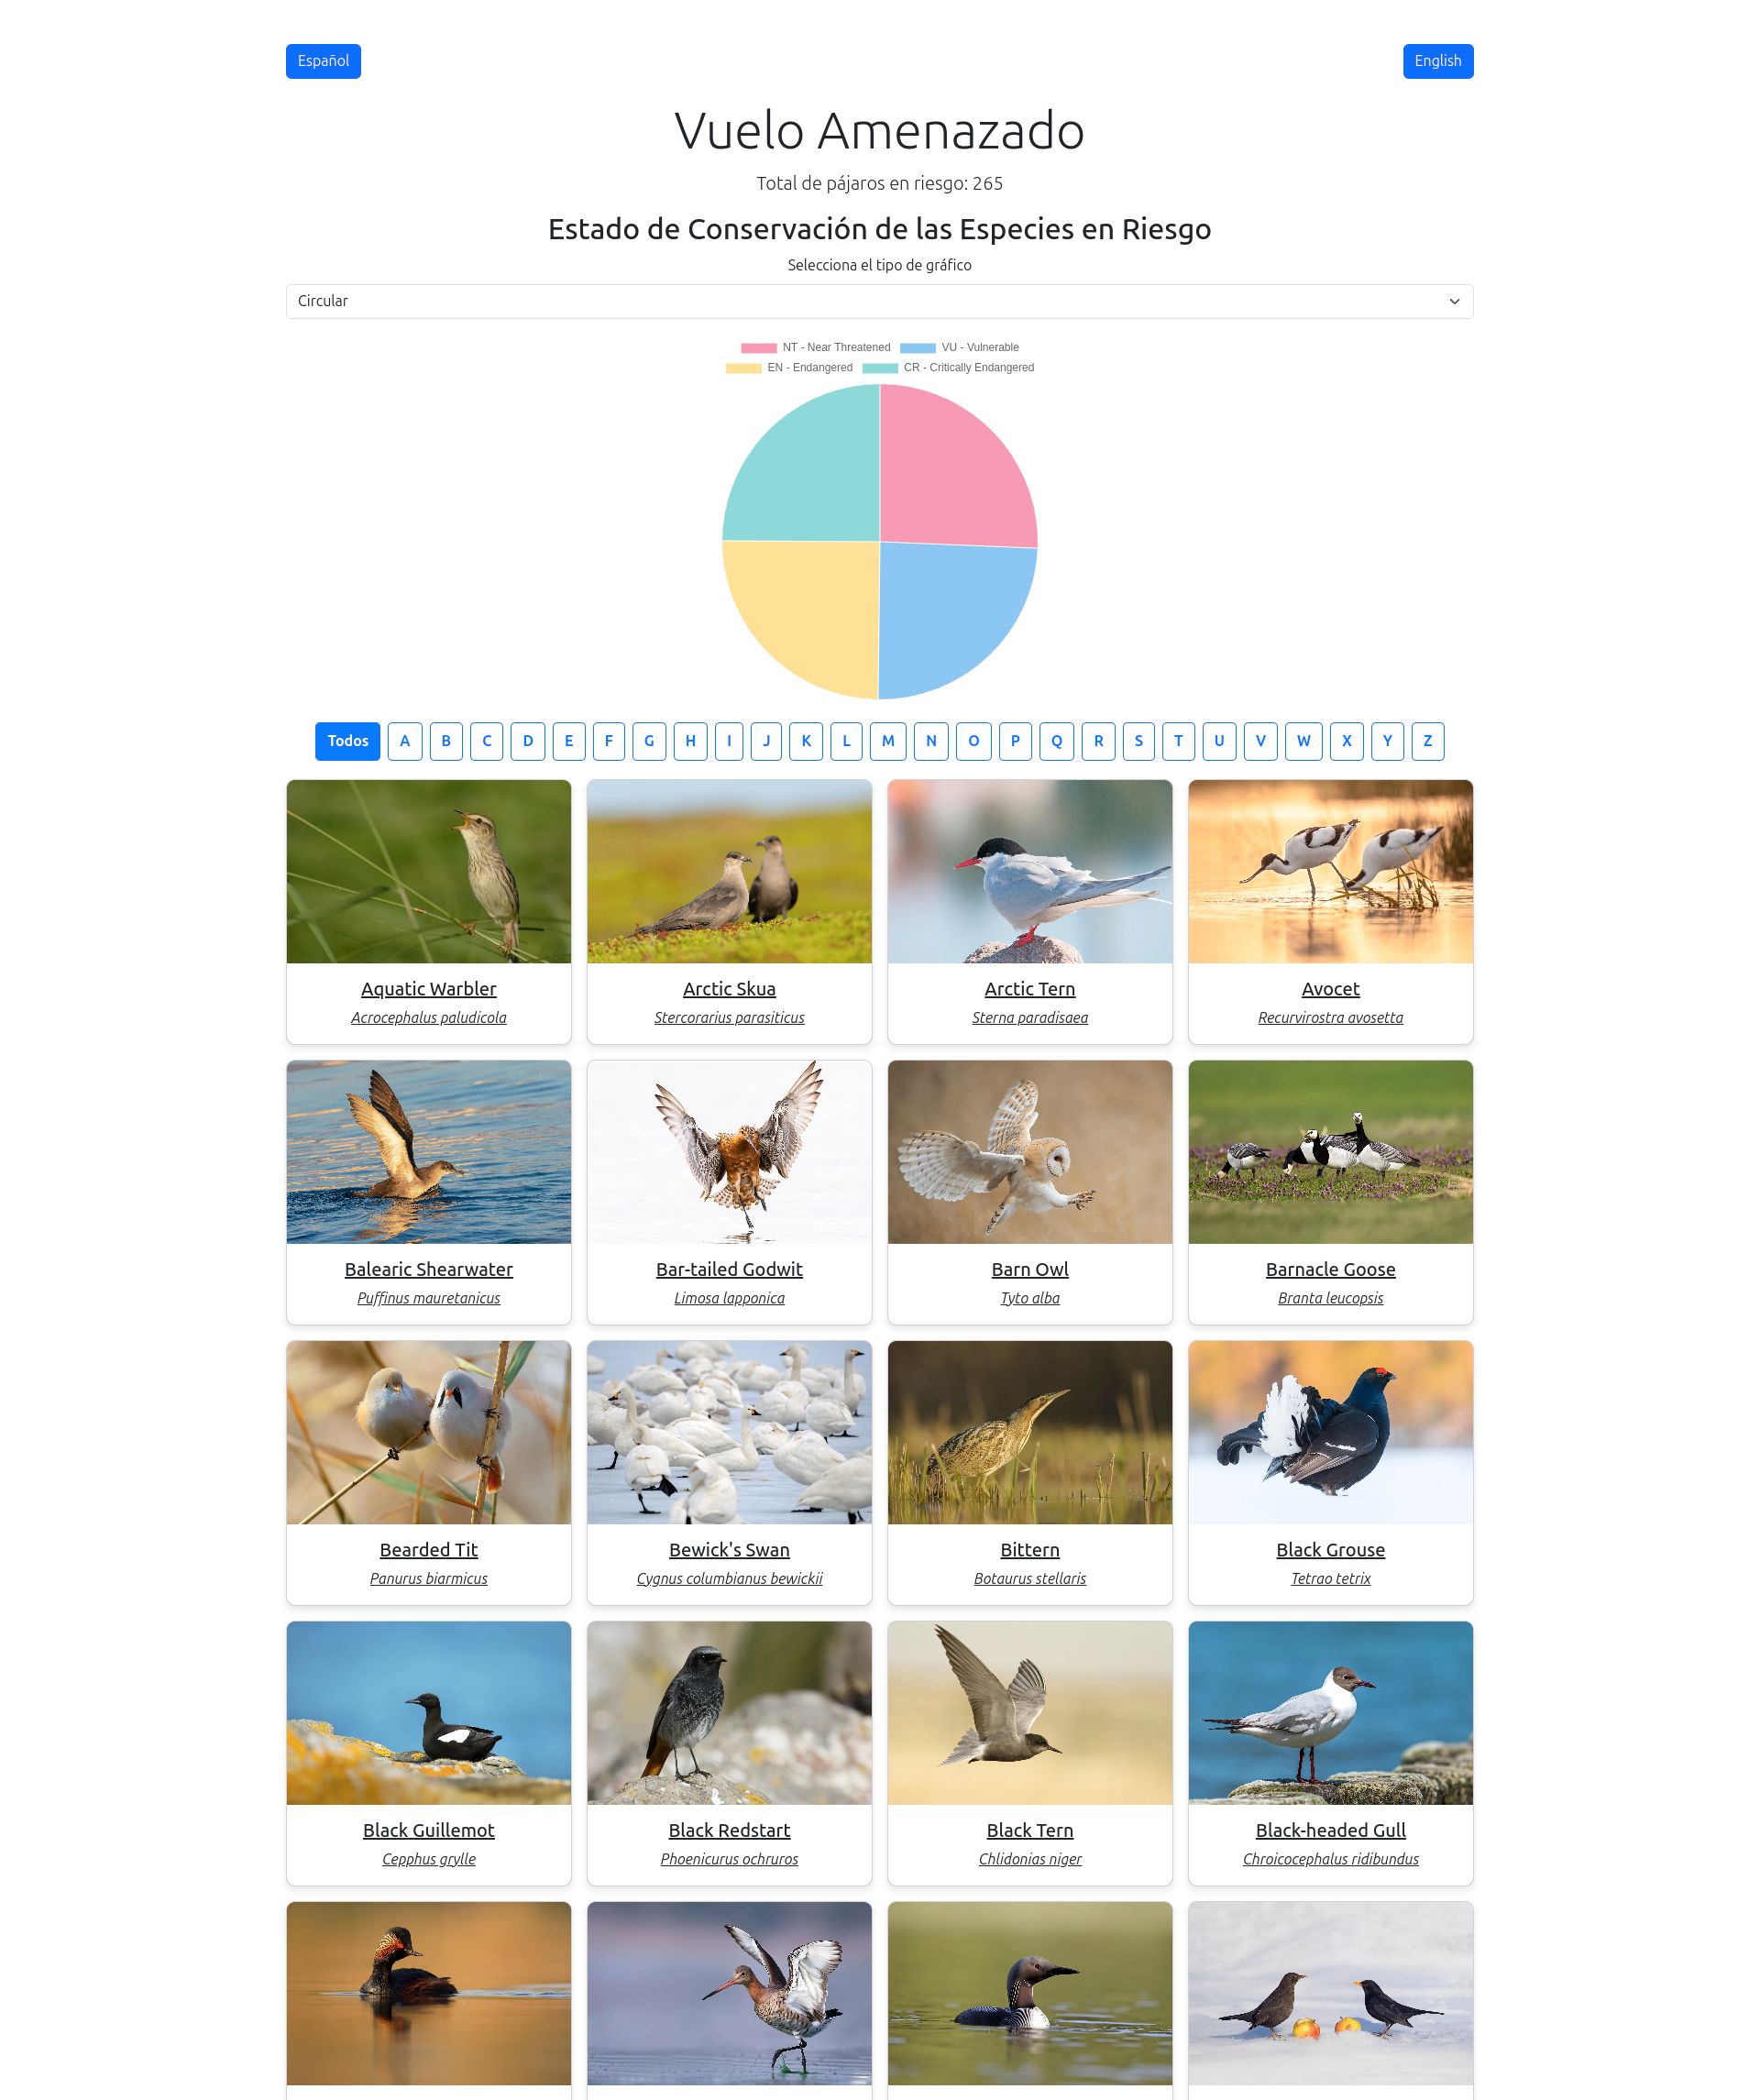 Español
English
Vuelo Amenazado
Total de pájaros en riesgo: 265
Estado de Conservación de las Especies en Riesgo
Selecciona el tipo de gráfico
Circular
NT - Near Threatened VU - Vulnerable
EN - Endangered CR - Critically Endangered
Todos A B C D E F G H I J K L M N O P Q R S T U V W X Y Z
Aquatic Warbler
Acrocephalus paludicola
Arctic Skua
Stercorarius parasiticus
Arctic Tern
Sterna paradisaea
Avocet
Recurvirostra avosetta
Balearic Shearwater
Puffinus mauretanicus
Bar-tailed Godwit
Limosa lapponica
Barn Owl
Tyto alba
Barnacle Goose
Branta leucopsis
Bearded Tit
Panurus biarmicus
Bewick's Swan
Cygnus columbianus bewickii
Bittern
Botaurus stellaris
Black Grouse
Tetrao tetrix
Black Guillemot
Cepphus grylle
Black Redstart
Phoenicurus ochruros
Black Tern
Chlidonias niger
Black-headed Gull
Chroicocephalus ridibundus